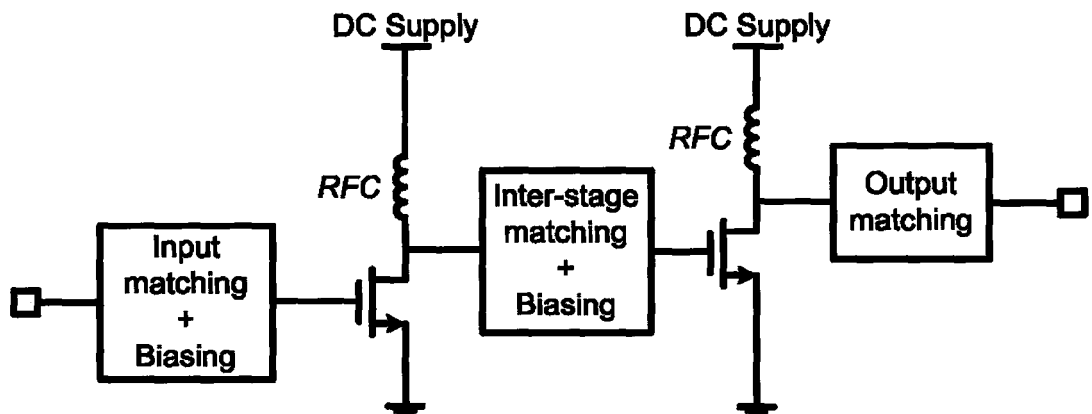 DC Supply
DC Supply
RFC
RFC
Input
matching
+
Biasing
Inter-stage
matching
+
Biasing
Output
matching